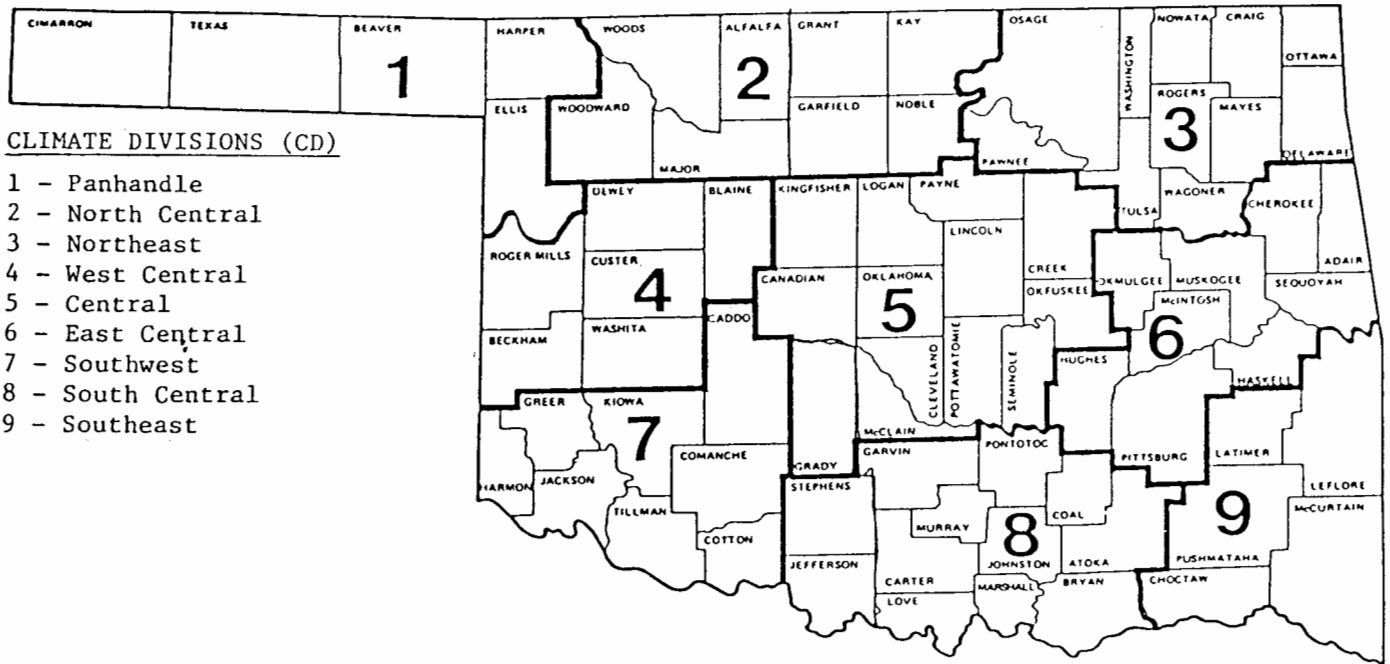 CIMARRON
TEXAS
BEAVER
HARPER
WOODS
ALFALFA
GRANT
KAY
OSAGE
WASHINGTON
NOWATA
CRAIG
OTTAWA
1
2
3
ELLIS
WOODWARD
GARFIELD
NOBLE
ROGERS
MAYES
MAJOR
PAWNEE
DELAWARE
CLIMATE DIVISIONS (CD)
1 - Panhandle
2 - North Central
3 - Northeast
4 - West Central
5 - Central
6 - East Central
7 - Southwest
8 - South Central
9 - Southeast
DEWEY
BLAINE
KINGFISHER
LOGAN
PAYNE
TULSA
WAGONER
CHEROKEE
LINCOLN
ROGER MILLS
CUSTER
CANADIAN
OKLAHOMA
CREEK
OKMULGEE
MUSKOGEE
ADAIR
SEQUOYAH
4
5
6
OKFUSKEE
McINTOSH
WASHITA
CADDO
BECKHAM
CLEVELAND
POTTAWATOMIE
SEMINOLE
HUGHES
HASKELL
GREER
KIOWA
7
McCLAIN
GARVIN
PONTOTOC
COMANCHE
GRADY
PITTSBURG
LATIMER
HARMON
JACKSON
STEPHENS
LEFLORE
McCURTAIN
TILLMAN
MURRAY
8
COAL
9
COTTON
JEFFERSON
JOHNSTON
ATOKA
PUSHMATAHA
CARTER
MARSHALL
BRYAN
CHOCTAW
LOVE